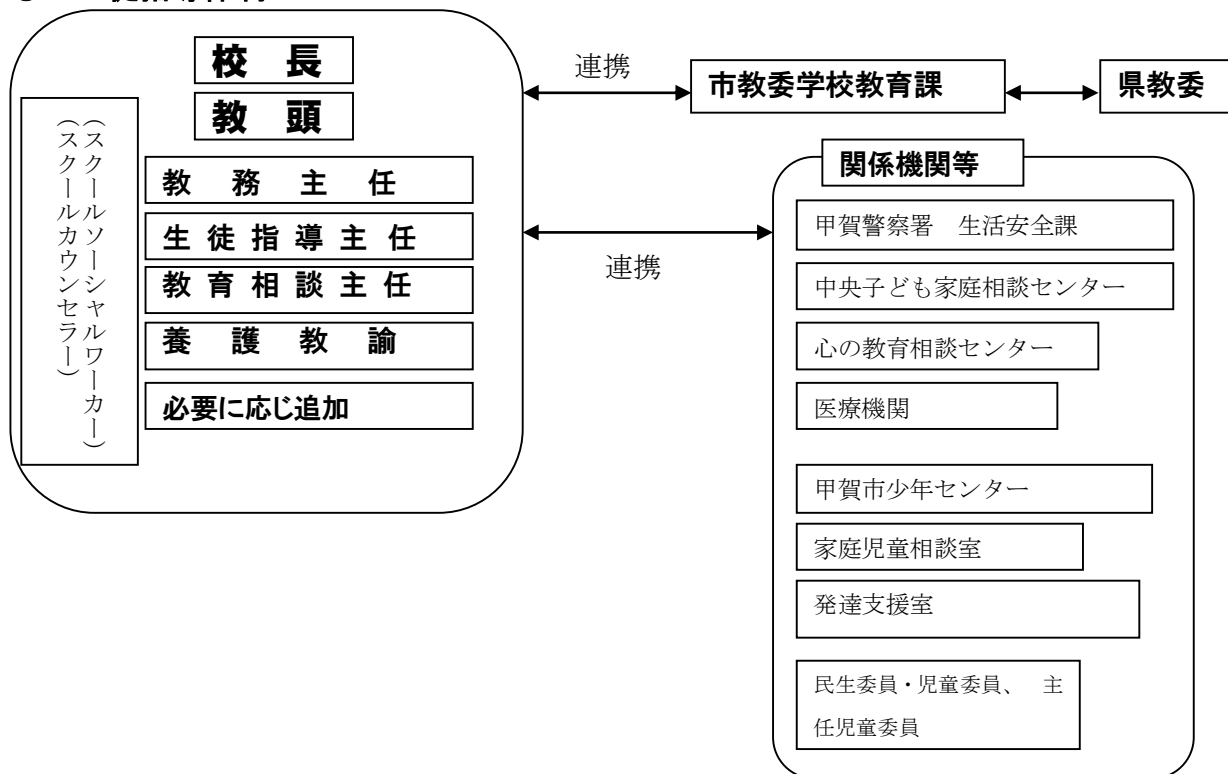 校　長
教　頭
（スクールソーシャルワーカー）
（スクールカウンセラー）
教　務　主　任
生 徒 指 導 主 任
教 育 相 談 主 任
養　護　教　諭
必要に応じ追加
連携
市教委学校教育課
県教委
連携
関係機関等
甲賀警察署　生活安全課
中央子ども家庭相談センター
心の教育相談センター
医療機関
甲賀市少年センター
家庭児童相談室
発達支援室
民生委員・児童委員、　主
任児童委員